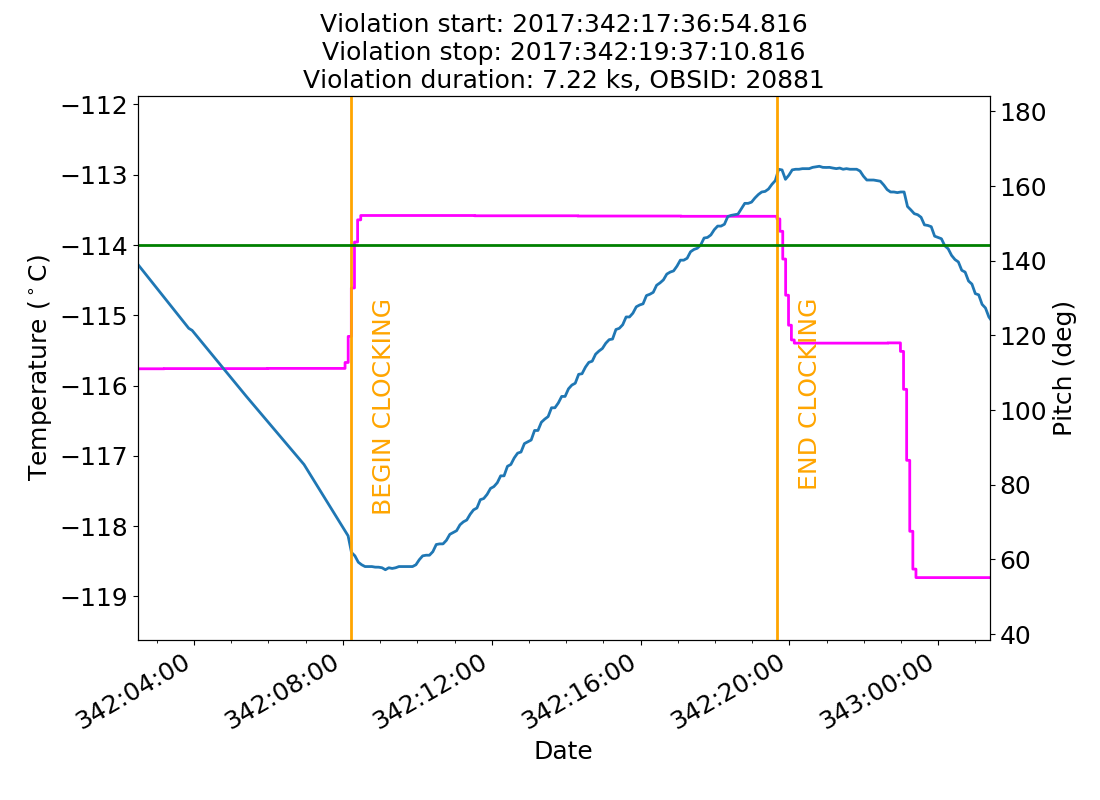 Violation start: 2017:342:17:36:54.816
Violation stop: 2017:342:19:37:10.816
Violation duration: 7.22 ks, OBSID: 20881
−112
−113
−114
−115
−116
−117
−118
−119
Temperature (°C)
BEGIN CLOCKING
END CLOCKING
180
160
140
120
100
80
60
40
Pitch (deg)
342:04:00
342:08:00
342:12:00
342:16:00
342:20:00
343:00:00
Date